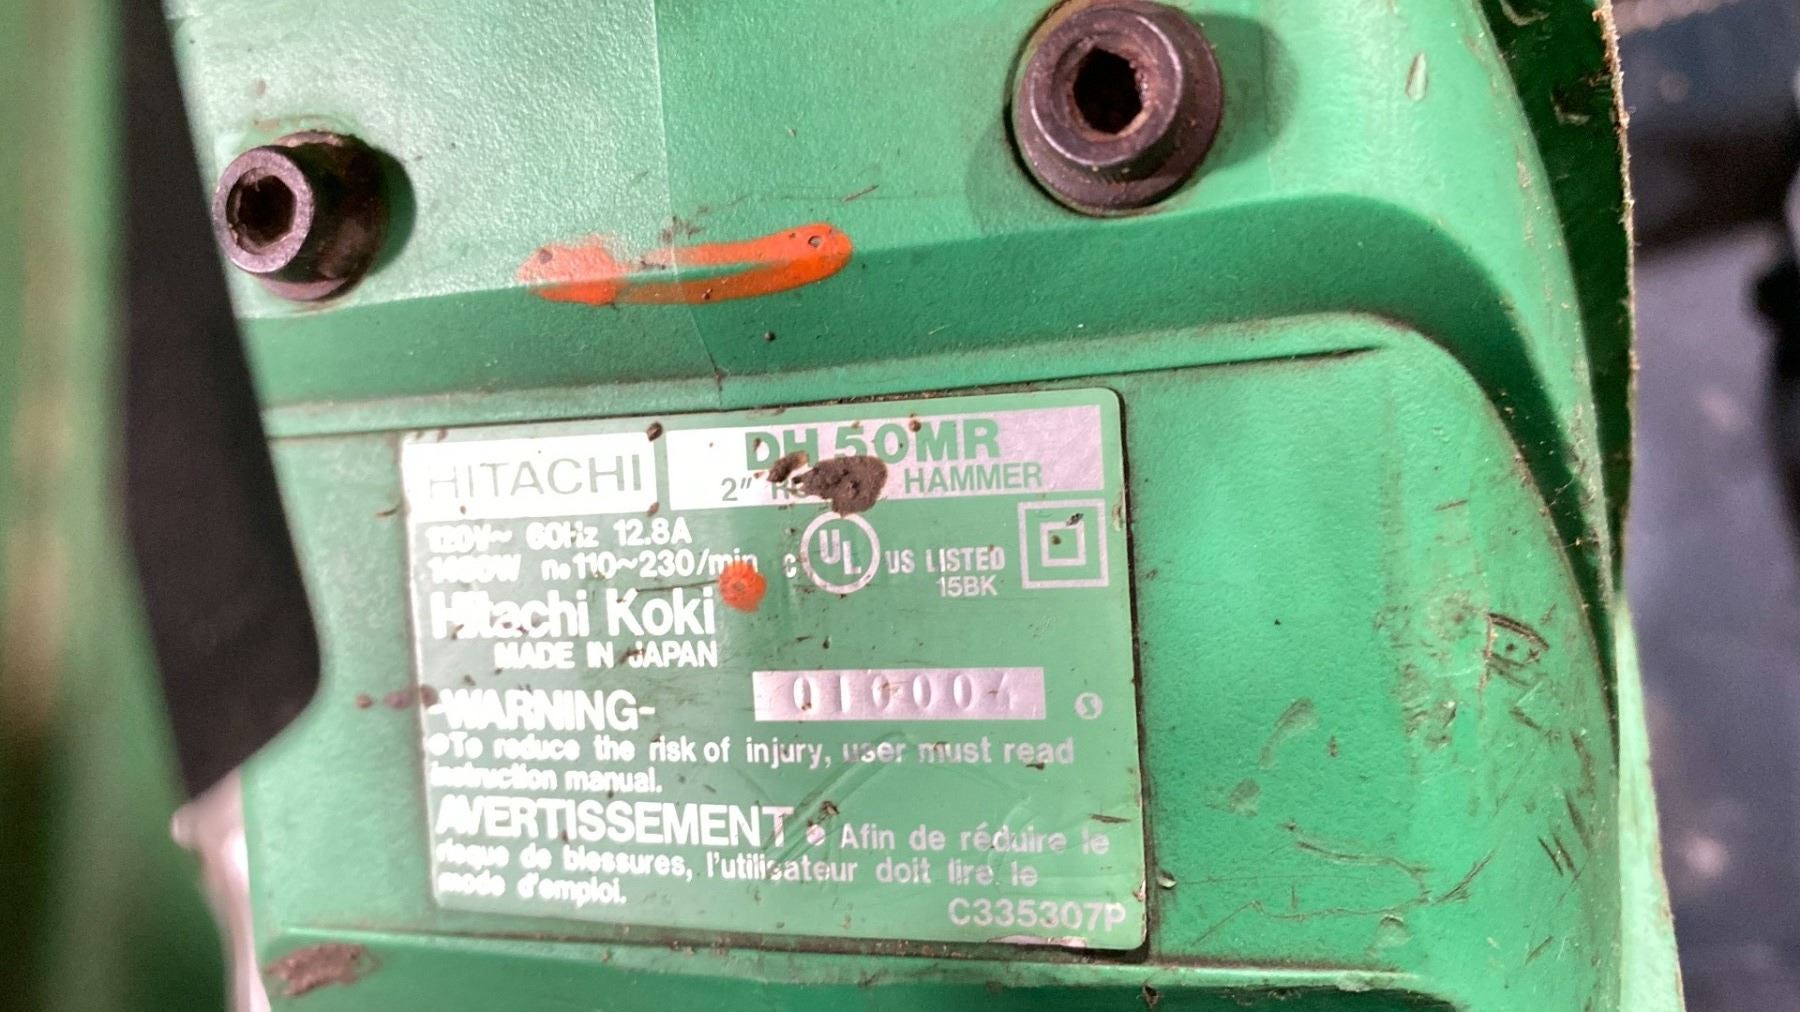 HITACHI
DH 50MR
2" HAMMER
120V~ 60Hz 12.8A
n₀110~230/min
C UL US LISTED
15BK
Hitachi Koki
MADE IN JAPAN
010004
S
-WARNING-
●To reduce the risk of injury, user must read
instruction manual.
AVERTISSEMENT ● Afin de réduire le
risque de blessures, l'utilisateur doit lire le
mode d'emploi.
C335307P